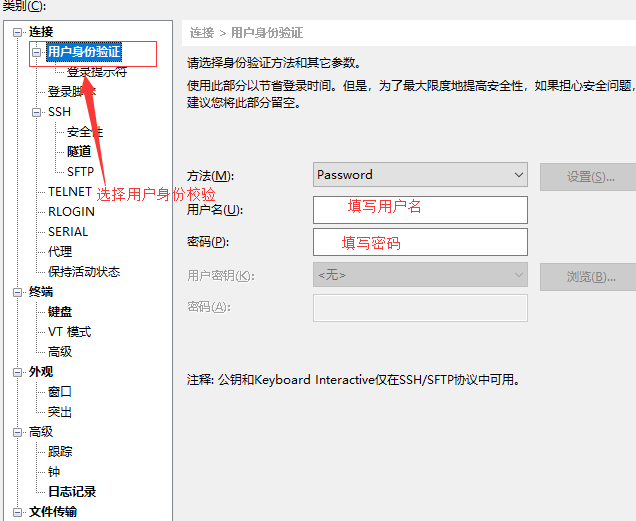 类别(C):
连接
用户身份验证
登录提示符
登录脚本
SSH
安全性
隧道
SFTP
TELNET
选择用户身份校验
RLOGIN
SERIAL
代理
保持活动状态
终端
键盘
VT 模式
高级
外观
窗口
突出
高级
跟踪
钟
日志记录
文件传输
连接 > 用户身份验证
请选择身份验证方法和其它参数。
使用此部分以节省登录时间。但是，为了最大限度地提高安全性，如果担心安全问题，
建议您将此部分留空。
方法(M):
Password
设置(S)...
用户名(U):
填写用户名
密码(P):
填写密码
用户密钥(K):
<无>
浏览(B)...
密码(A):
注释: 公钥和Keyboard Interactive仅在SSH/SFTP协议中可用。